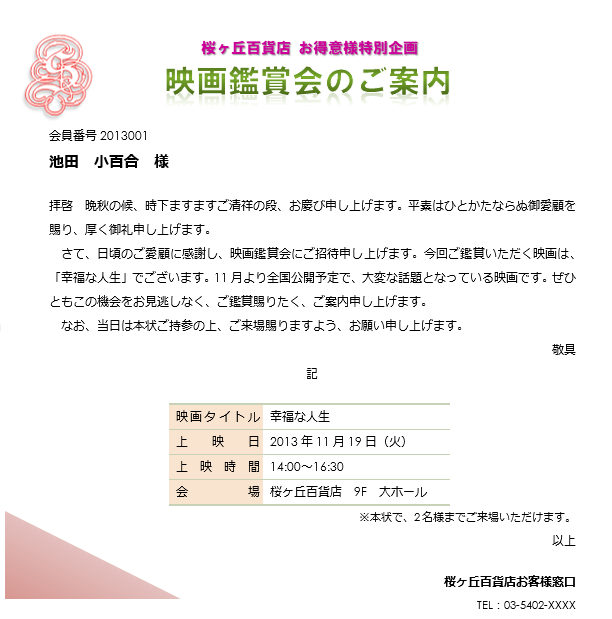 桜ヶ丘百貨店 お得意様特別企画
映画鑑賞会のご案内
会員番号 2013001
池田　小百合　様
拝啓　晩秋の候、時下ますますご清祥の段、お慶び申し上げます。平素はひとかたならぬ御愛顧を
賜り、厚く御礼申し上げます。
さて、日頃のご愛顧に感謝し、映画鑑賞会にご招待申し上げます。今回ご鑑賞いただく映画は、
「幸福な人生」でございます。11 月より全国公開予定で、大変な話題となっている映画です。ぜひ
ともこの機会をお見逃しなく、ご鑑賞賜りたく、ご案内申し上げます。
なお、当日は本状ご持参の上、ご来場賜りますよう、お願い申し上げます。
敬具
記
映画タイトル 幸福な人生
上映日 2013 年 11 月 19 日（火）
上映時間 14:00～16:30
会場 桜ヶ丘百貨店　9F　大ホール
※本状で、2 名様までご来場いただけます。
以上
桜ヶ丘百貨店お客様窓口
TEL：03-5402-XXXX